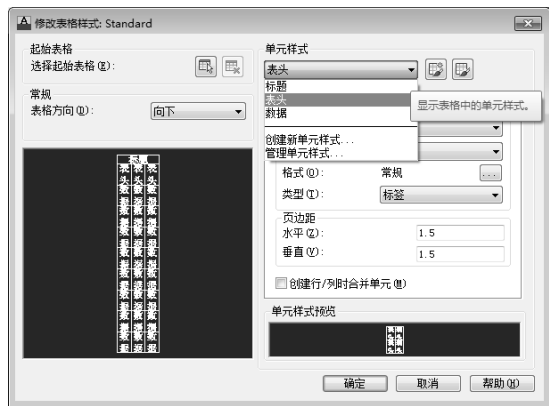 修改表格样式: Standard
起始表格
选择起始表格(E):
常规
表格方向(D):
向下
单元样式
表头
标题
表头
数据
创建新单元样式...
管理单元样式...
显示表格中的单元样式。
格式(O):
常规
...
类型(T):
标签
页边距
水平(Z):
1.5
垂直(V):
1.5
创建行/列时合并单元(M)
单元样式预览
确定
取消
帮助(H)